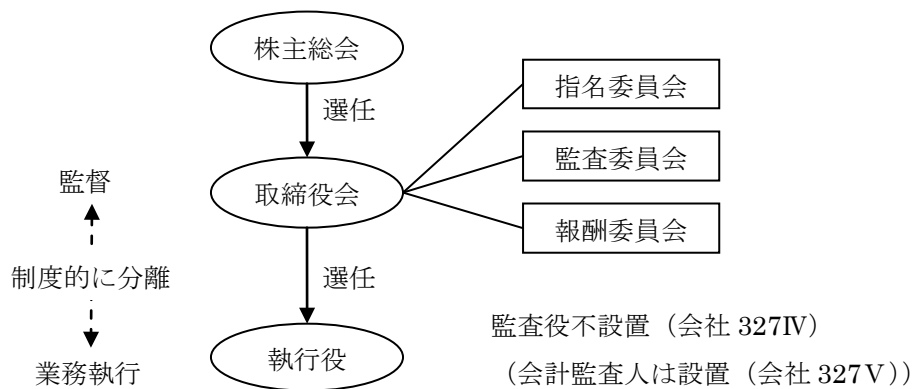 株主総会
指名委員会
選任
監査委員会
監督
取締役会
報酬委員会
制度的に分離
選任
監査役不設置（会社 327Ⅳ）
業務執行
執行役
（会計監査人は設置（会社 327Ⅴ））